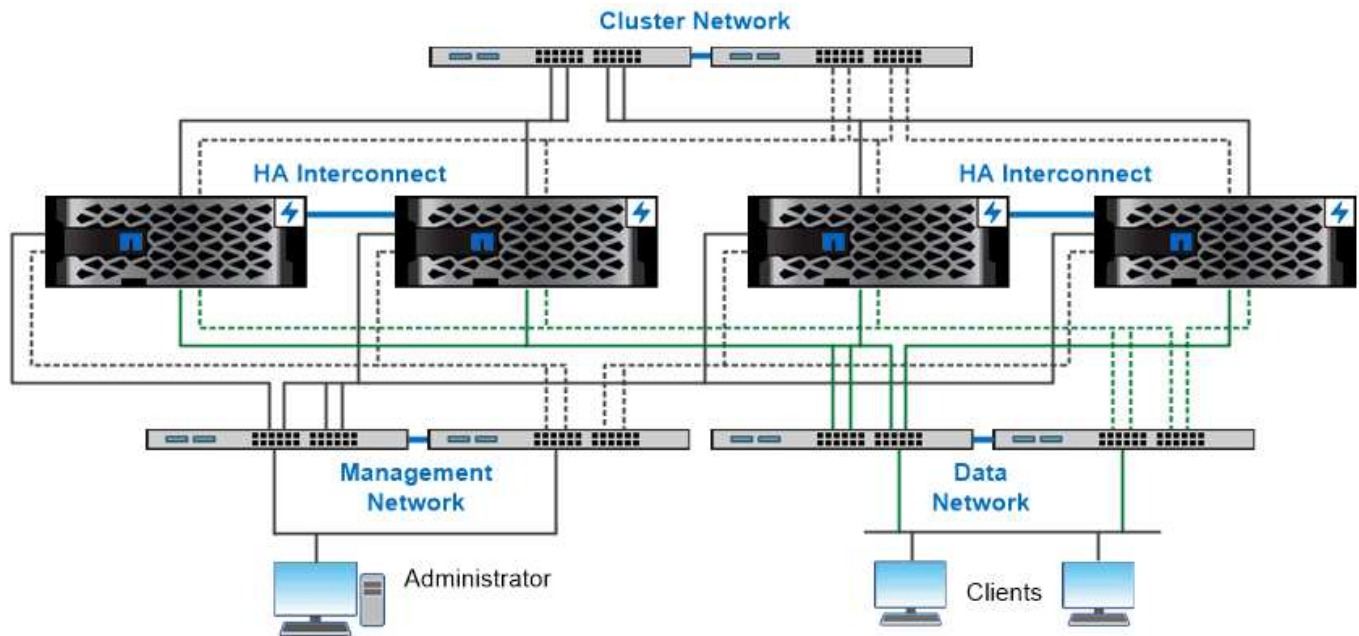 Cluster Network
HA Interconnect
HA Interconnect
Management
Network
Data
Network
Administrator
Clients